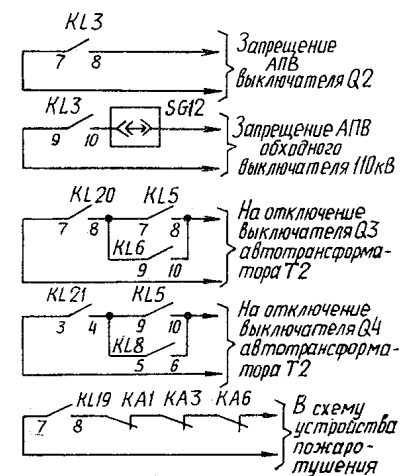 KL3
7 8
Запрещение
АПВ
выключателя Q2
KL3
SG12
9 10
Запрещение АПВ
обходного
выключателя 110кВ
KL20 KL5
7 8 7 8
KL6
9 10
На отключение
выключателя Q3
автотрансформа-
тора Т2
KL21 KL5
3 4 9 10
KL8
5 6
На отключение
выключателя Q4
автотрансформа-
тора Т2
KL19 KA1 KA3 KA6
7 8
В схему
устройства
пожаро-
тушения